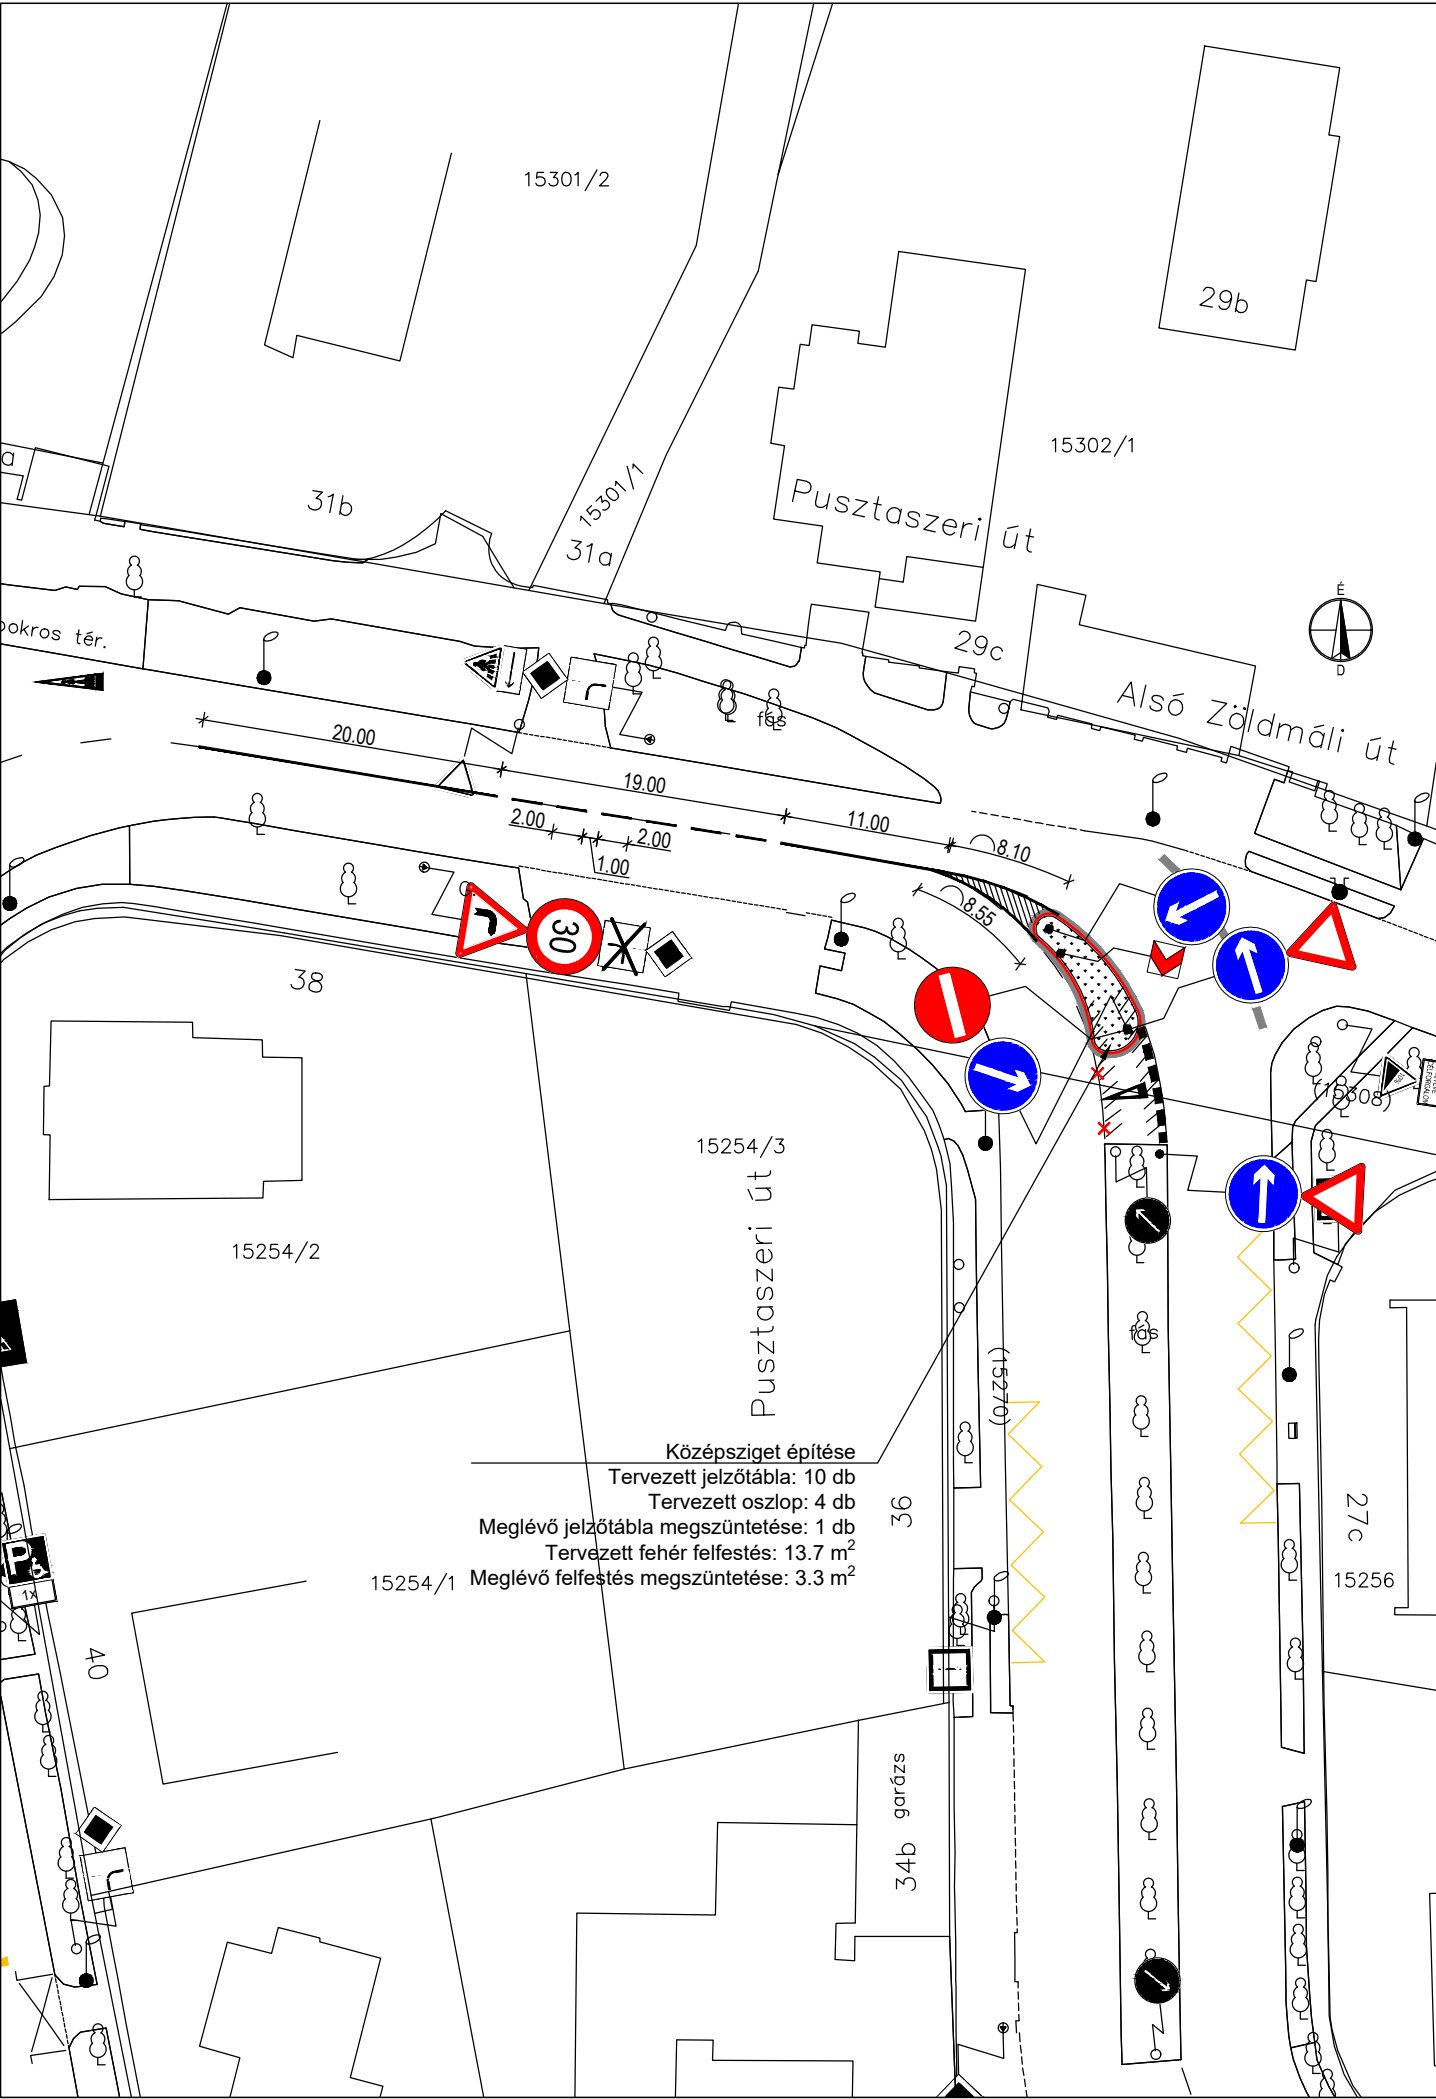 15301/2
29b
15302/1
31b
15301/1
31a
Pusztaszeri út
É
D
29c
bokros tér.
Alsó Zöldmáli út
fás
20.00
19.00
11.00
8.10
2.00
2.00
1.00
8.55
30
38
(15308)
15254/3
15254/2
Pusztaszeri út
fás
(15270)
Középsziget építése
Tervezett jelzőtábla: 10 db
Tervezett oszlop: 4 db
Meglévő jelzőtábla megszüntetése: 1 db
Tervezett fehér felfestés: 13.7 m²
Meglévő felfestés megszüntetése: 3.3 m²
36
27c
15256
15254/1
P
1x
40
34b garázs